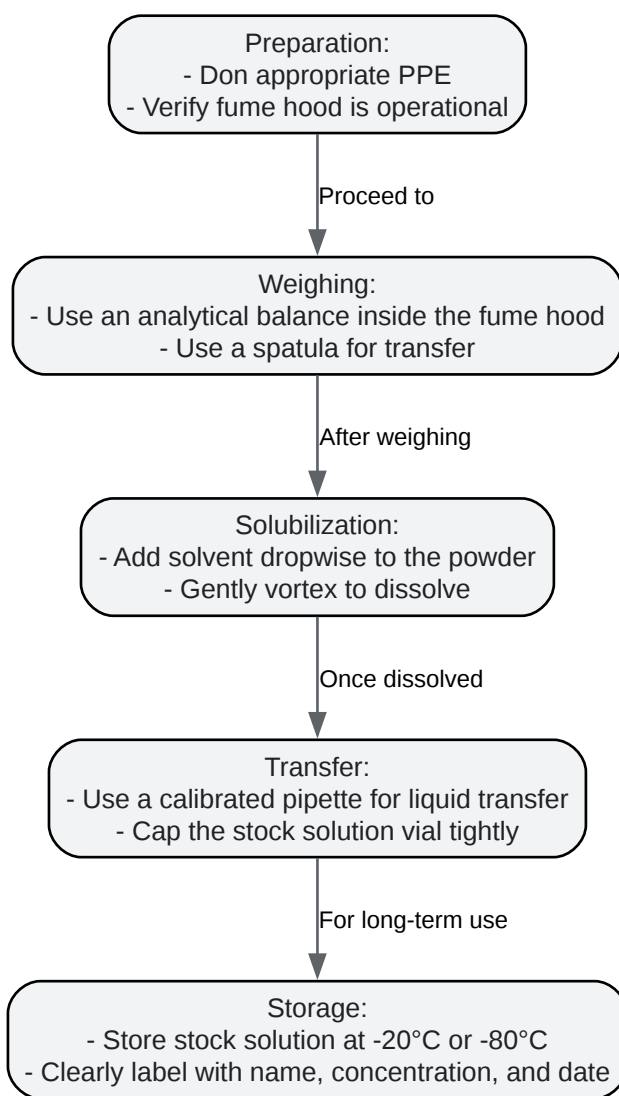 Preparation:
- Don appropriate PPE
- Verify fume hood is operational
Proceed to
Weighing:
- Use an analytical balance inside the fume hood
- Use a spatula for transfer
After weighing
Solubilization:
- Add solvent dropwise to the powder
- Gently vortex to dissolve
Once dissolved
Transfer:
- Use a calibrated pipette for liquid transfer
- Cap the stock solution vial tightly
For long-term use
Storage:
- Store stock solution at -20°C or -80°C
- Clearly label with name, concentration, and date